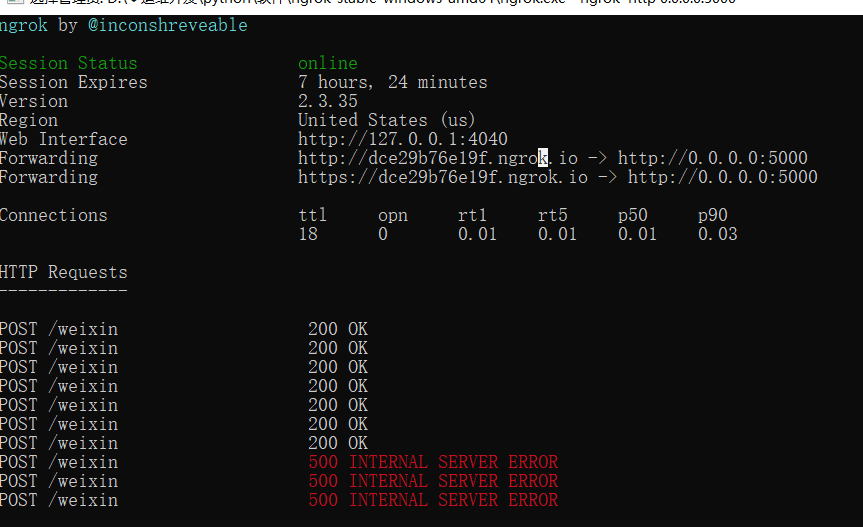 ngrok by @inconshreveable
Session Status online
Session Expires 7 hours, 24 minutes
Version 2.3.35
Region United States (us)
Web Interface http://127.0.0.1:4040
Forwarding http://dce29b76e19f.ngrok.io -> http://0.0.0.0:5000
Forwarding https://dce29b76e19f.ngrok.io -> http://0.0.0.0:5000
Connections ttl opn rt1 rt5 p50 p90
18 0 0.01 0.01 0.01 0.03
HTTP Requests
-------------
POST /weixin 200 OK
POST /weixin 200 OK
POST /weixin 200 OK
POST /weixin 200 OK
POST /weixin 200 OK
POST /weixin 200 OK
POST /weixin 200 OK
POST /weixin 500 INTERNAL SERVER ERROR
POST /weixin 500 INTERNAL SERVER ERROR
POST /weixin 500 INTERNAL SERVER ERROR